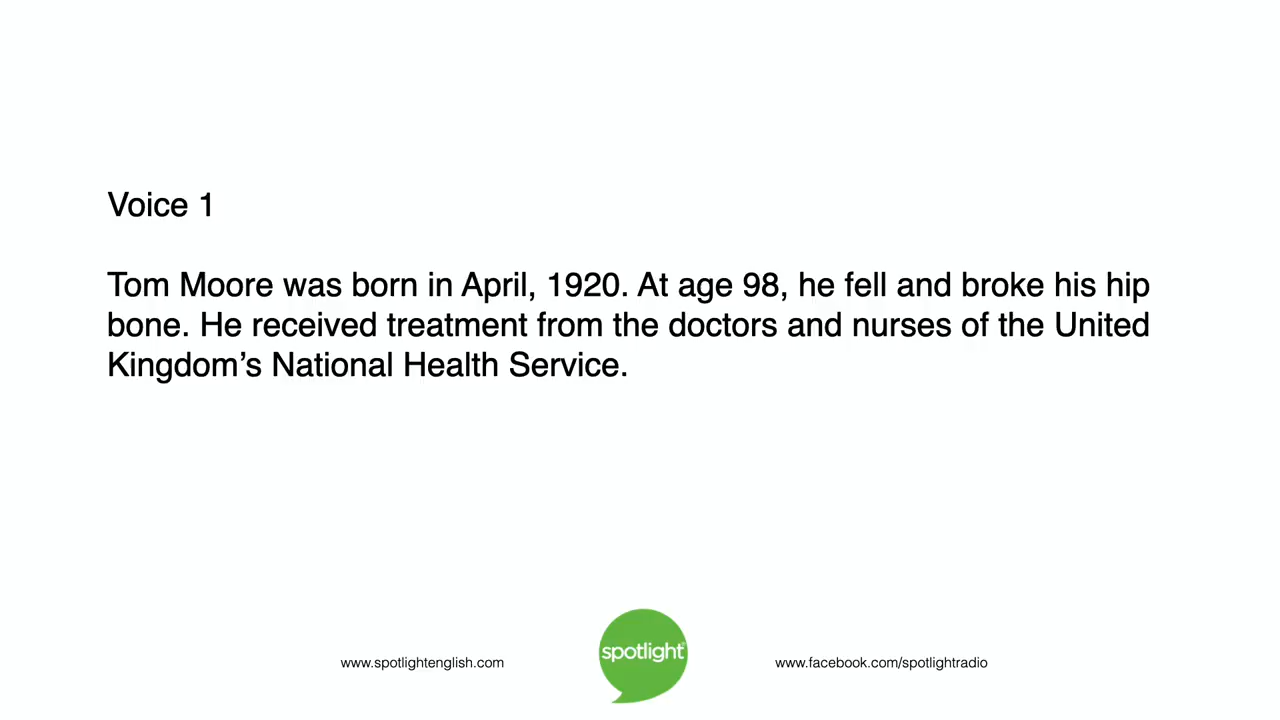 Voice 1
Tom Moore was born in April, 1920. At age 98, he fell and broke his hip
bone. He received treatment from the doctors and nurses of the United
Kingdom’s National Health Service.
www.spotlightenglish.com
spotlight
www.facebook.com/spotlightradio